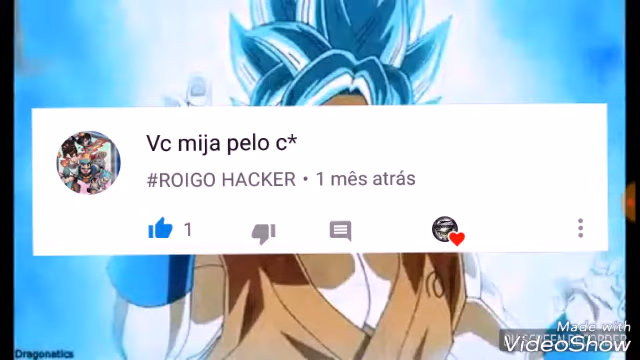 Vc mija pelo c*
#ROIGO HACKER • 1 mês atrás
1
Dragonatics
Made with
VideoShow